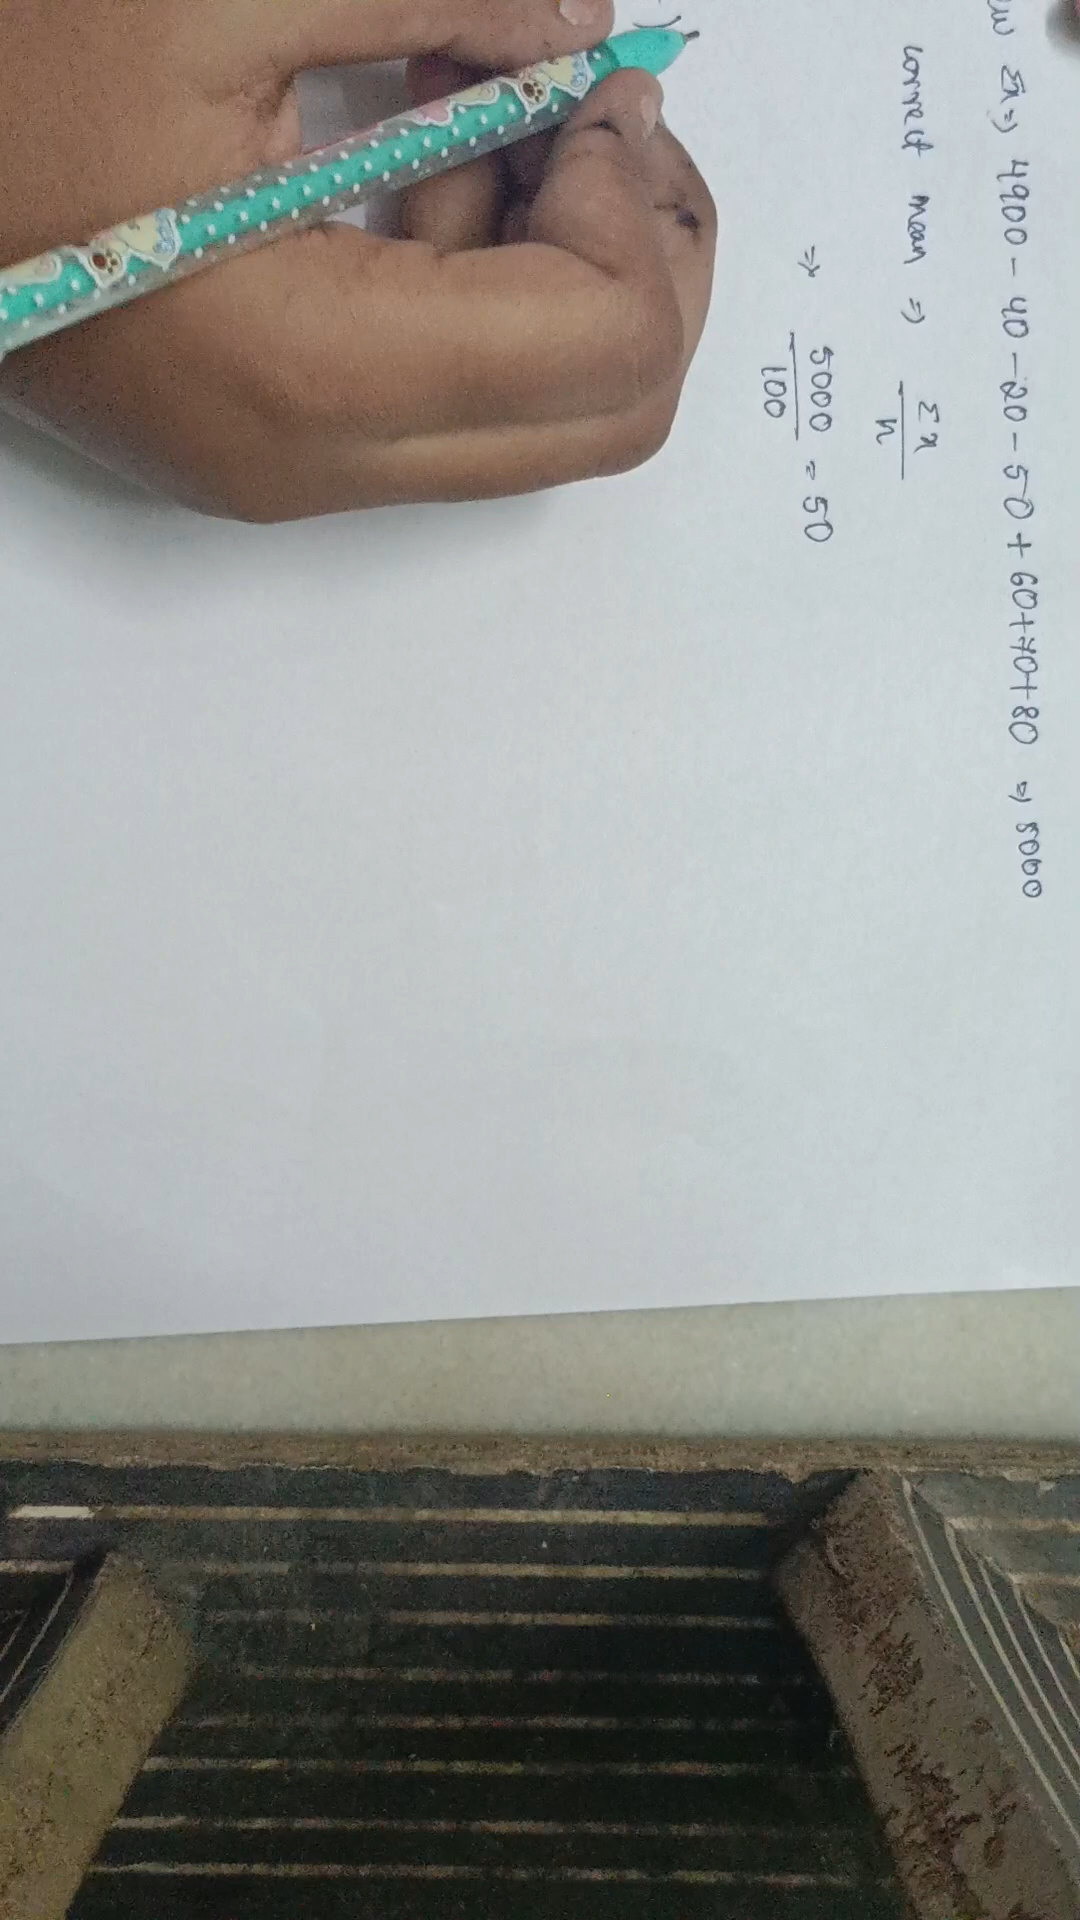 Σx ⇒ 4900 - 40 - 20 - 50 + 60 + 70 + 80 ⇒ 5000
correct mean ⇒ Σx/n
⇒ 5000/100 = 50